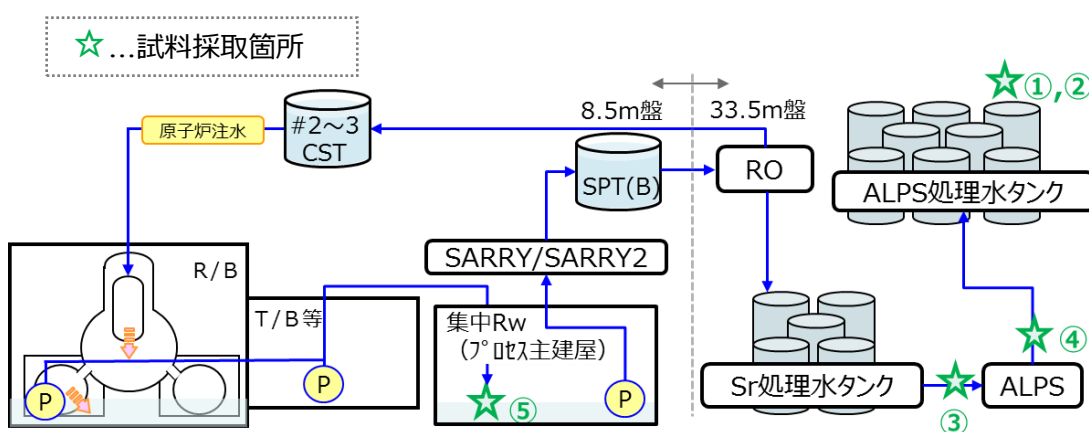 ☆…試料採取箇所
8.5m盤
33.5m盤
①,②
原子炉注水
#2～3
CST
SPT(B)
RO
ALPS処理水タンク
R/B
SARRY/SARRY2
T/B等
集中Rw
(ﾌﾟﾛｾｽ主建屋)
P
P
P
⑤
Sr処理水タンク
③
ALPS
④